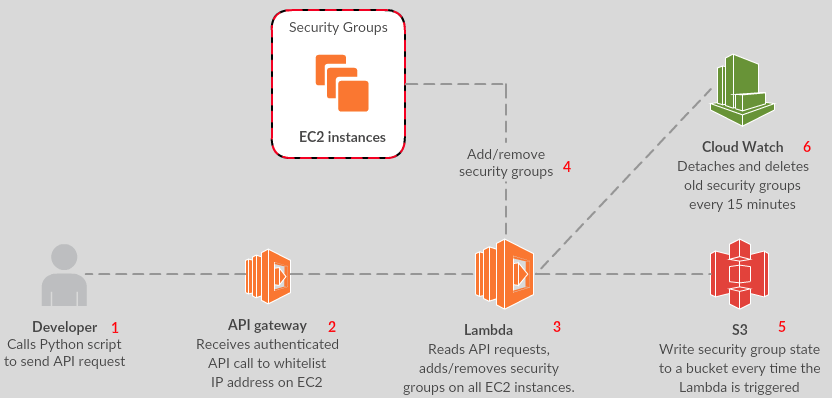 Security Groups
EC2 instances
Add/remove
security groups 4
Cloud Watch 6
Detaches and deletes
old security groups
every 15 minutes
Developer 1
Calls Python script
to send API request
API gateway 2
Receives authenticated
API call to whitelist
IP address on EC2
Lambda 3
Reads API requests,
adds/removes security
groups on all EC2 instances.
S3 5
Write security group state
to a bucket every time the
Lambda is triggered